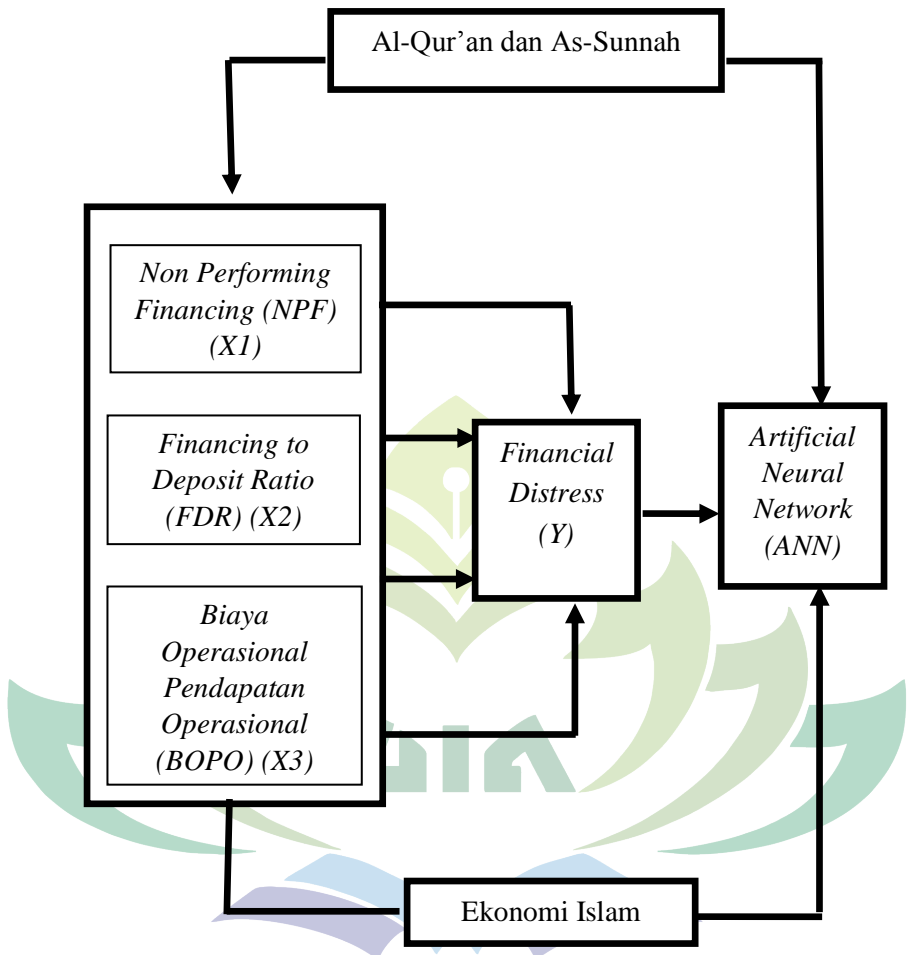 Al-Qur’an dan As-Sunnah
Non Performing
Financing (NPF)
(X1)
Financing to
Deposit Ratio
(FDR) (X2)
Biaya
Operasional
Pendapatan
Operasional
(BOPO) (X3)
Financial
Distress
(Y)
Artificial
Neural
Network
(ANN)
Ekonomi Islam